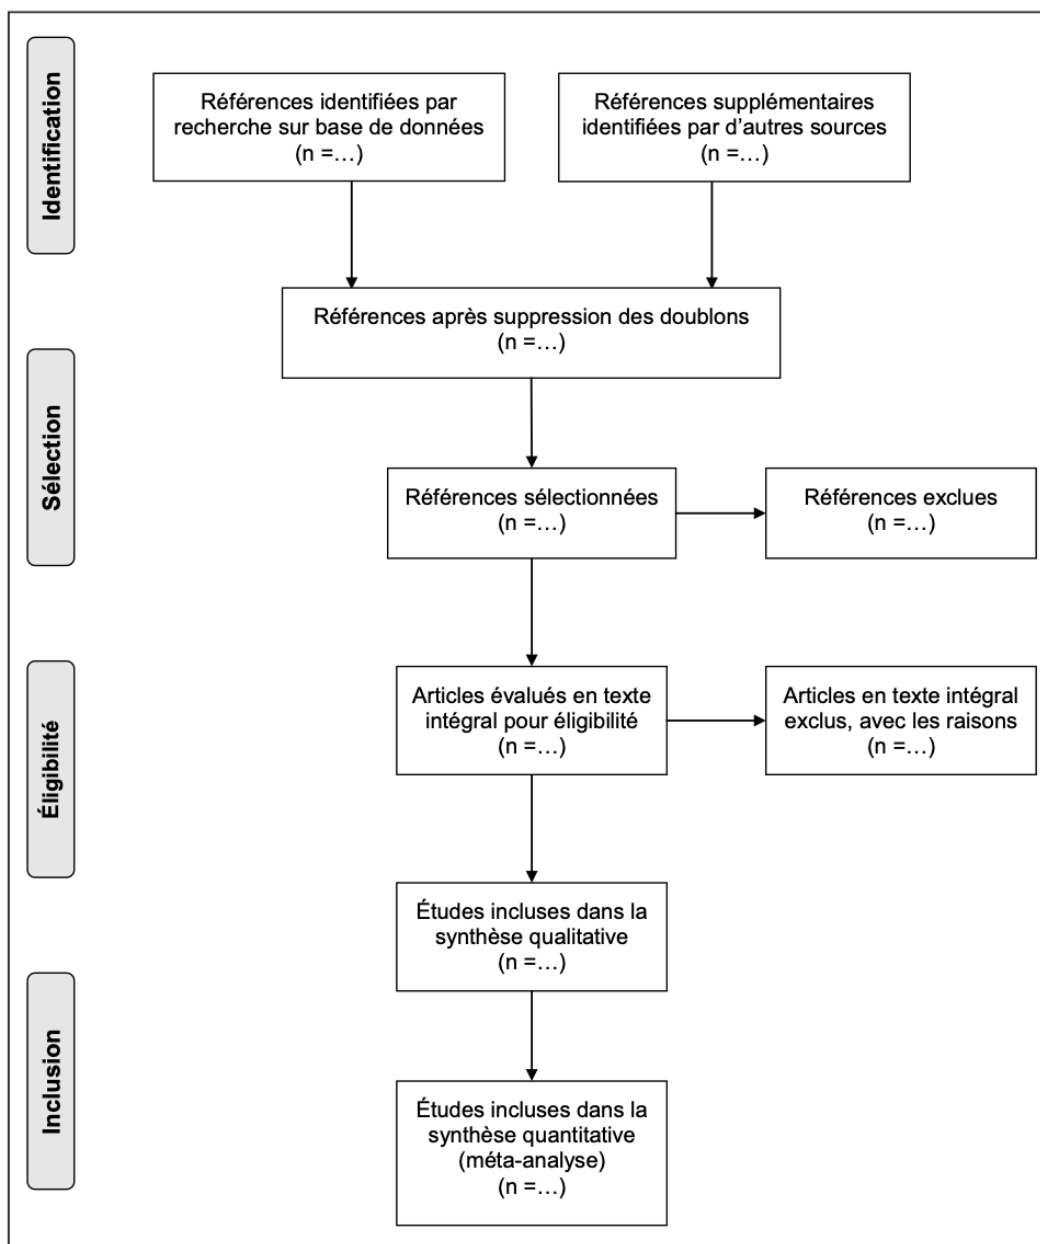 Identification
Références identifiées par
recherche sur base de données
(n =…)
Références supplémentaires
identifiées par d’autres sources
(n =…)
Références après suppression des doublons
(n =…)
Sélection
Références sélectionnées
(n =…)
Références exclues
(n =…)
Éligibilité
Articles évalués en texte
intégral pour éligibilité
(n =…)
Articles en texte intégral
exclus, avec les raisons
(n =…)
Études incluses dans la
synthèse qualitative
(n =…)
Inclusion
Études incluses dans la
synthèse quantitative
(méta-analyse)
(n =…)